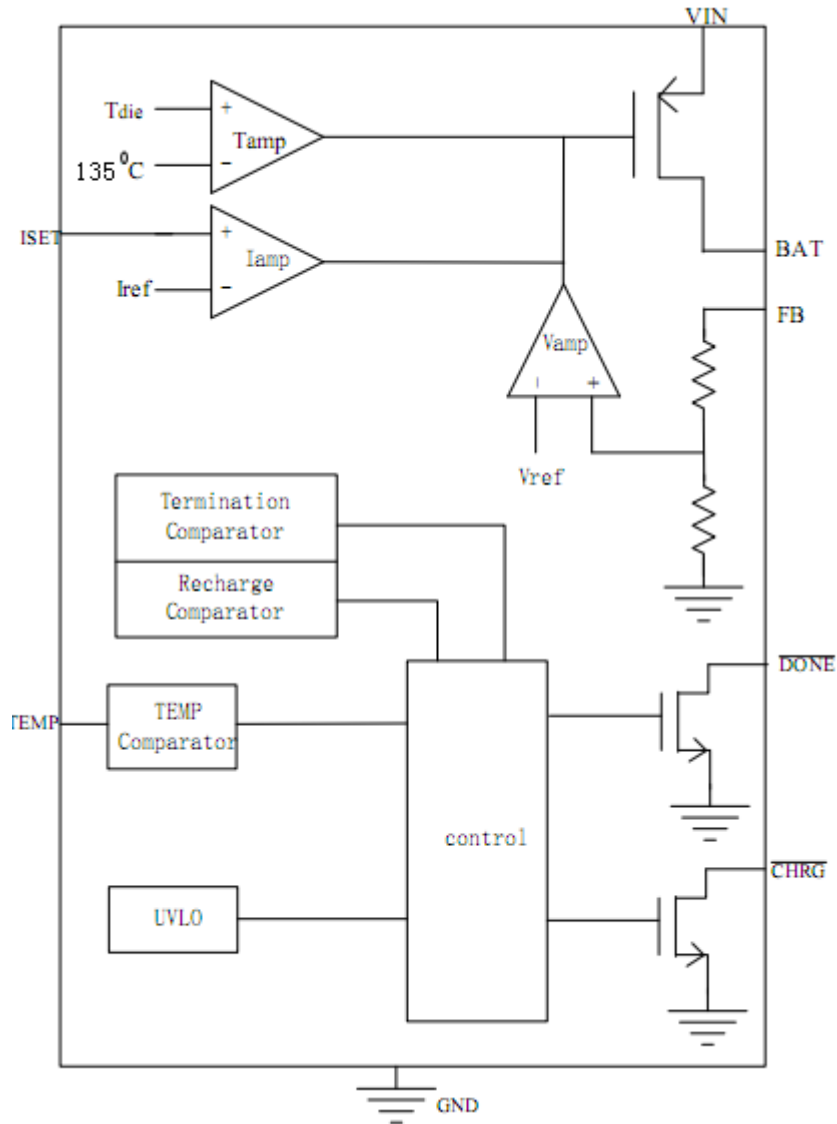 VIN
Tdie
+
Tamp
135⁰C
−
ISET
+
Iamp
BAT
Iref
−
FB
Vamp
− +
Vref
Termination
Comparator
Recharge
Comparator
DONE
TEMP
TEMP
Comparator
control
CHRG
UVLO
GND